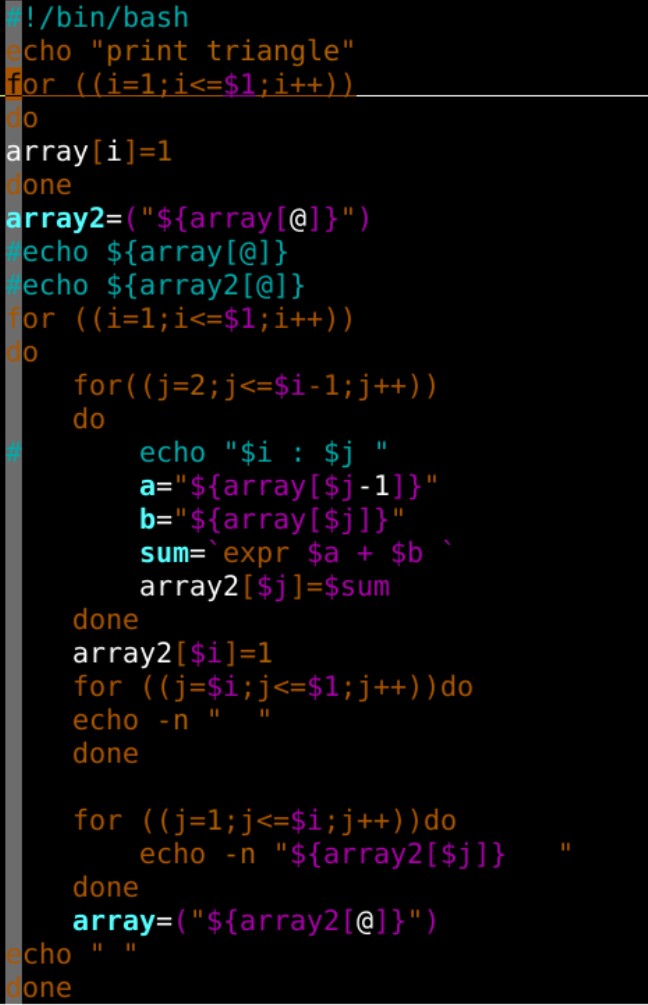 #!/bin/bash
echo "print triangle"
for ((i=1;i<=$1;i++))
do
array[i]=1
done
array2=("${array[@]}")
#echo ${array[@]}
#echo ${array2[@]}
for ((i=1;i<=$1;i++))
do
    for((j=2;j<=$i-1;j++))
    do
#       echo "$i : $j "
        a="${array[$j-1]}"
        b="${array[$j]}"
        sum=`expr $a + $b `
        array2[$j]=$sum
    done
    array2[$i]=1
    for ((j=$i;j<=$1;j++))do
    echo -n "  "
    done

    for ((j=1;j<=$i;j++))do
        echo -n "${array2[$j]}   "
    done
    array=("${array2[@]}")
echo " "
done